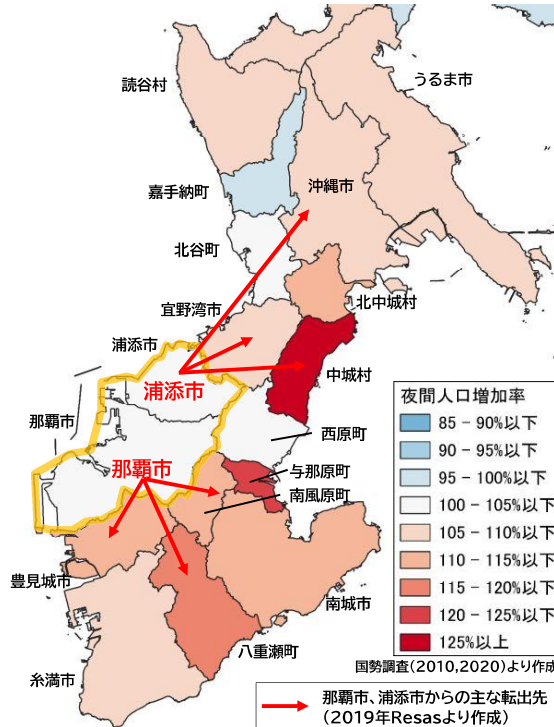 読谷村
うるま市
嘉手納町
沖縄市
北谷町
宜野湾市
北中城村
浦添市
浦添市
中城村
那覇市
西原町
那覇市
与那原町
南風原町
豊見城市
南城市
八重瀬町
糸満市
夜間人口増加率
85 − 90%以下
90 − 95%以下
95 − 100%以下
100 − 105%以下
105 − 110%以下
110 − 115%以下
115 − 120%以下
120 − 125%以下
125%以上
国勢調査(2010,2020)より作成
那覇市、浦添市からの主な転出先
(2019年Resasより作成)